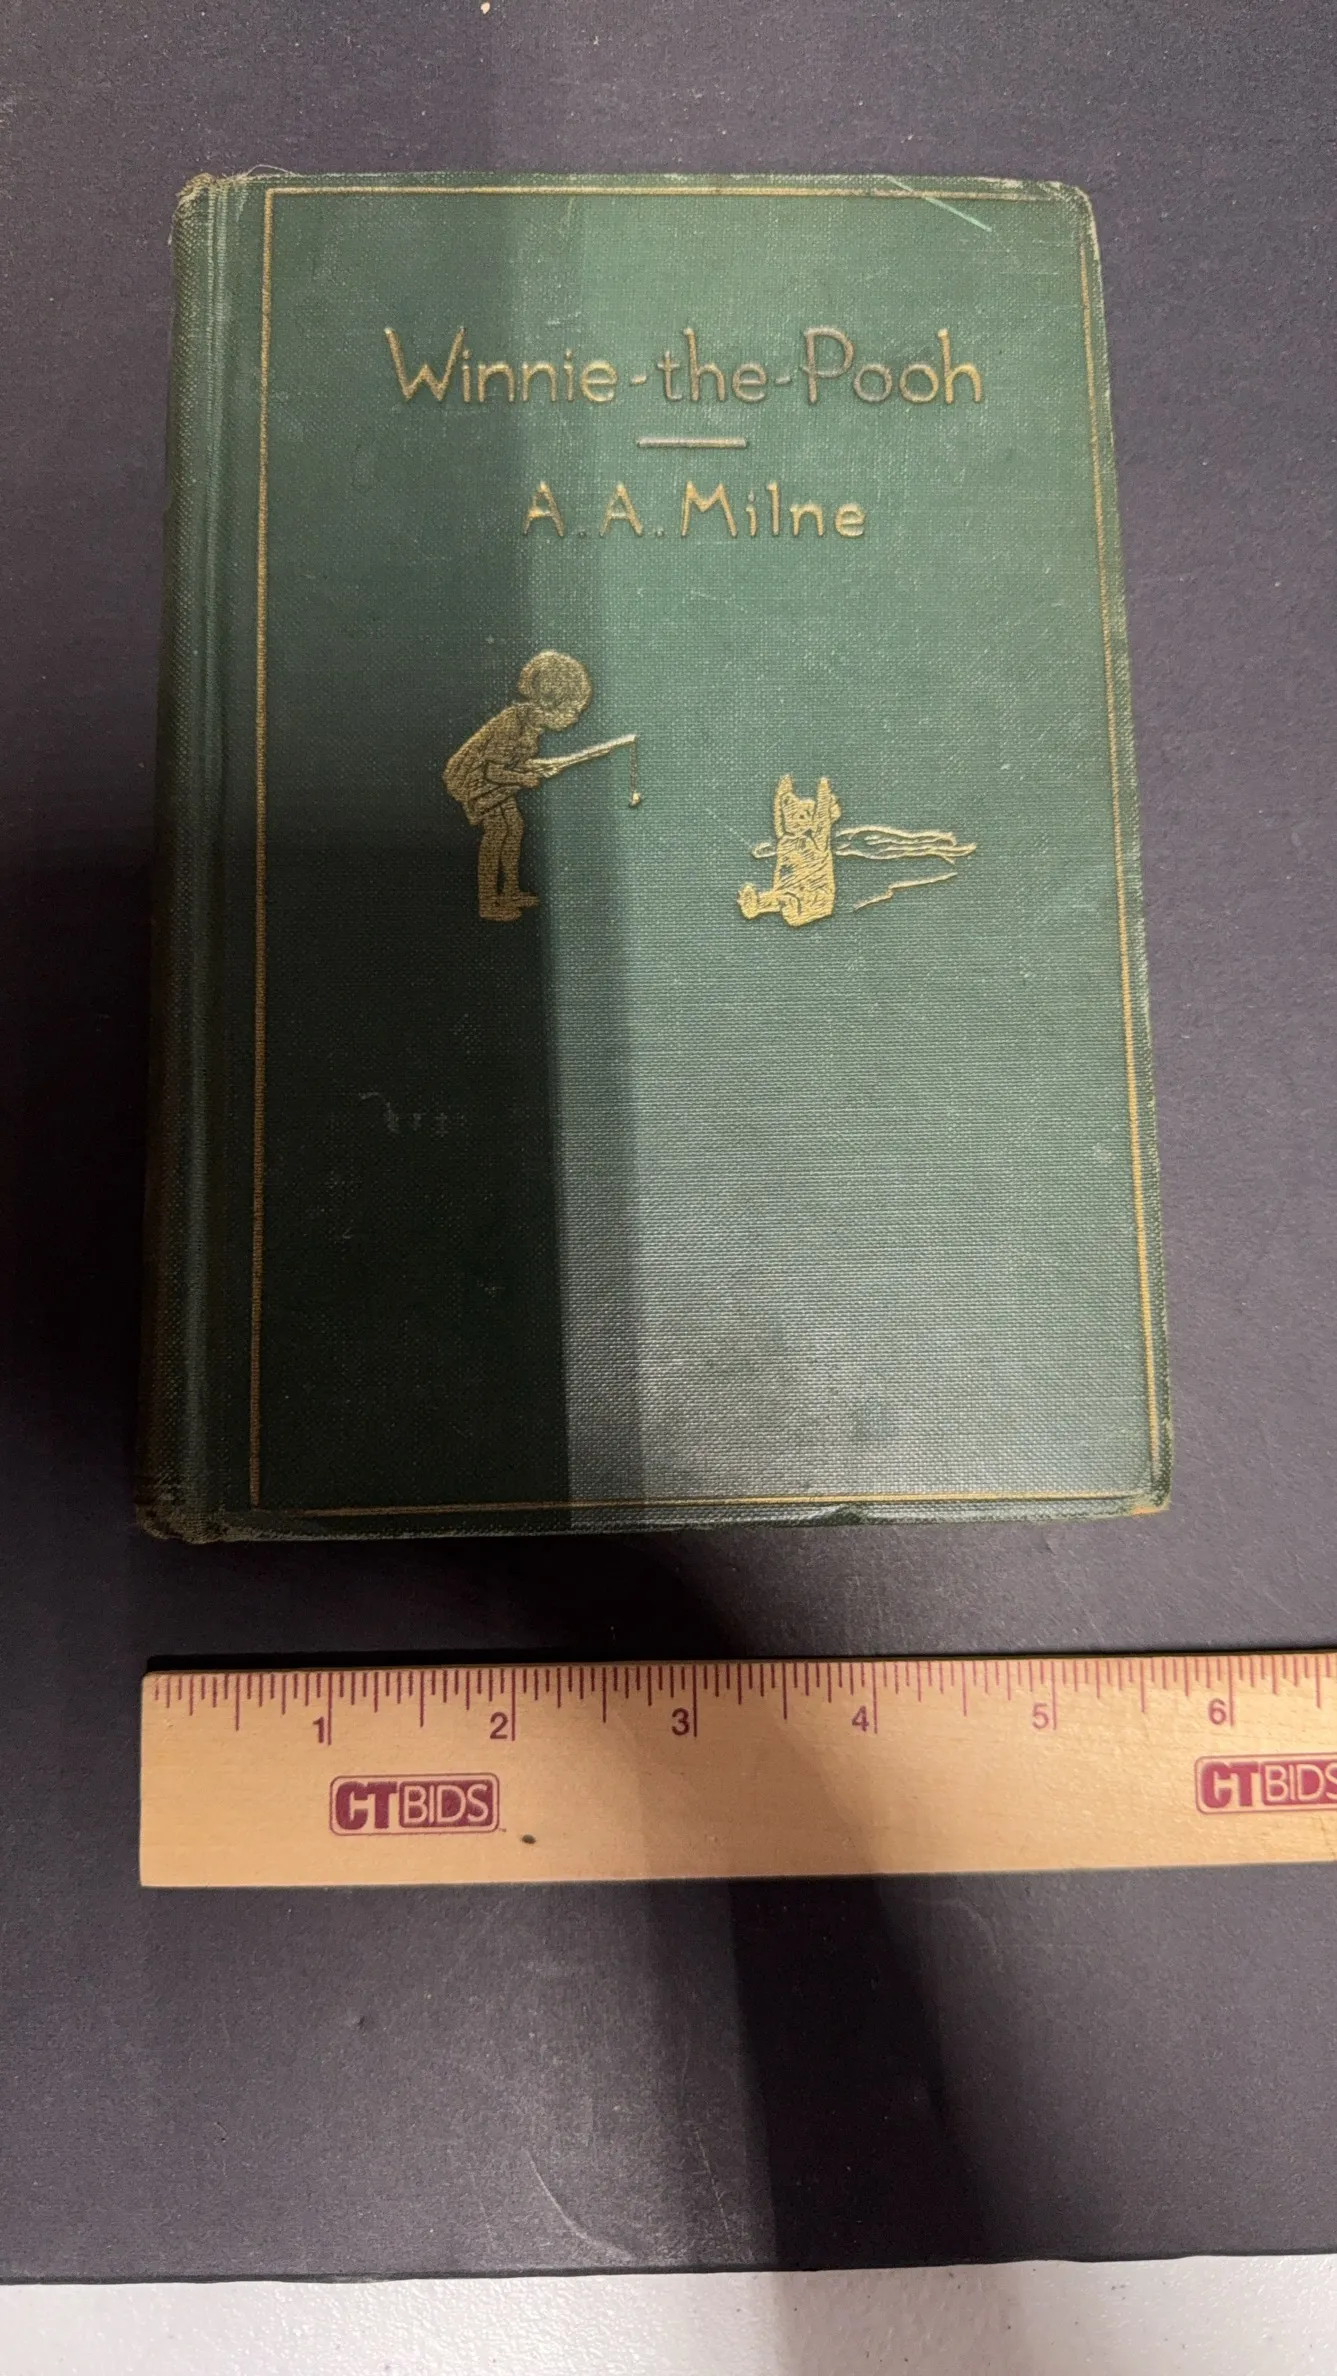 Winnie-the-Pooh
A. A. Milne
1 2 3 4 5 6
CTBIDS CTBIDS